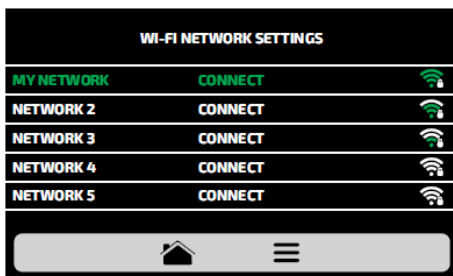 WI-FI NETWORK SETTINGS
MY NETWORK CONNECT
NETWORK 2 CONNECT
NETWORK 3 CONNECT
NETWORK 4 CONNECT
NETWORK 5 CONNECT